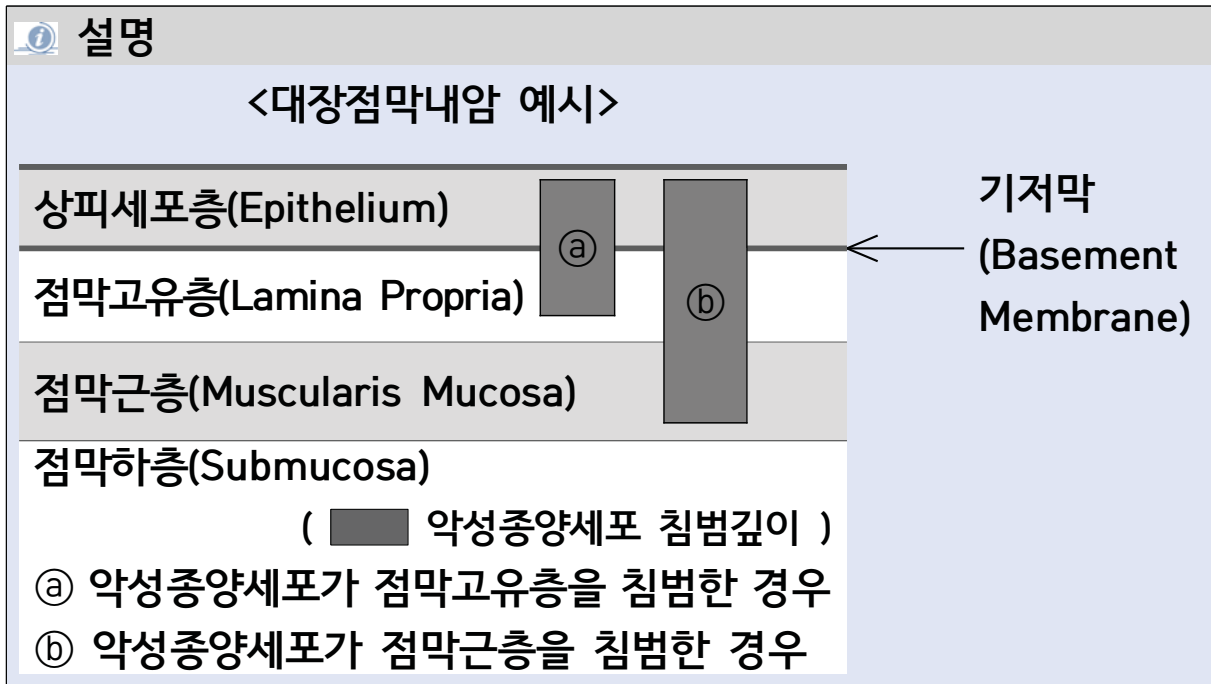 설명
<대장점막내암 예시>
상피세포층(Epithelium)
ⓐ
기저막
(Basement
Membrane)
점막고유층(Lamina Propria)
ⓑ
점막근층(Muscularis Mucosa)
점막하층(Submucosa)
( 악성종양세포 침범깊이 )
ⓐ 악성종양세포가 점막고유층을 침범한 경우
ⓑ 악성종양세포가 점막근층을 침범한 경우